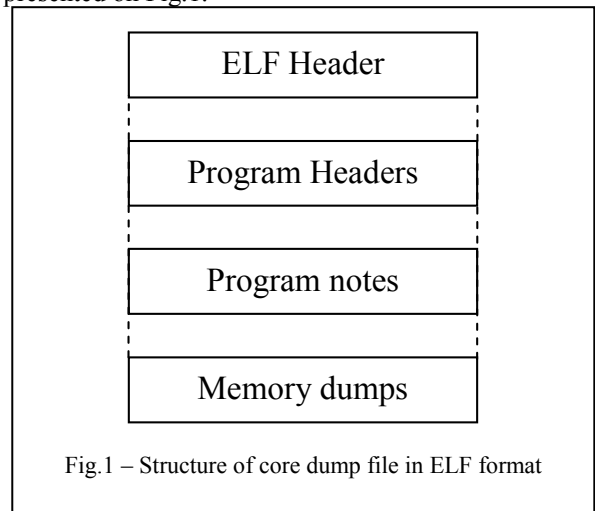 presented on Fig.1.
ELF Header
Program Headers
Program notes
Memory dumps
Fig.1 – Structure of core dump file in ELF format